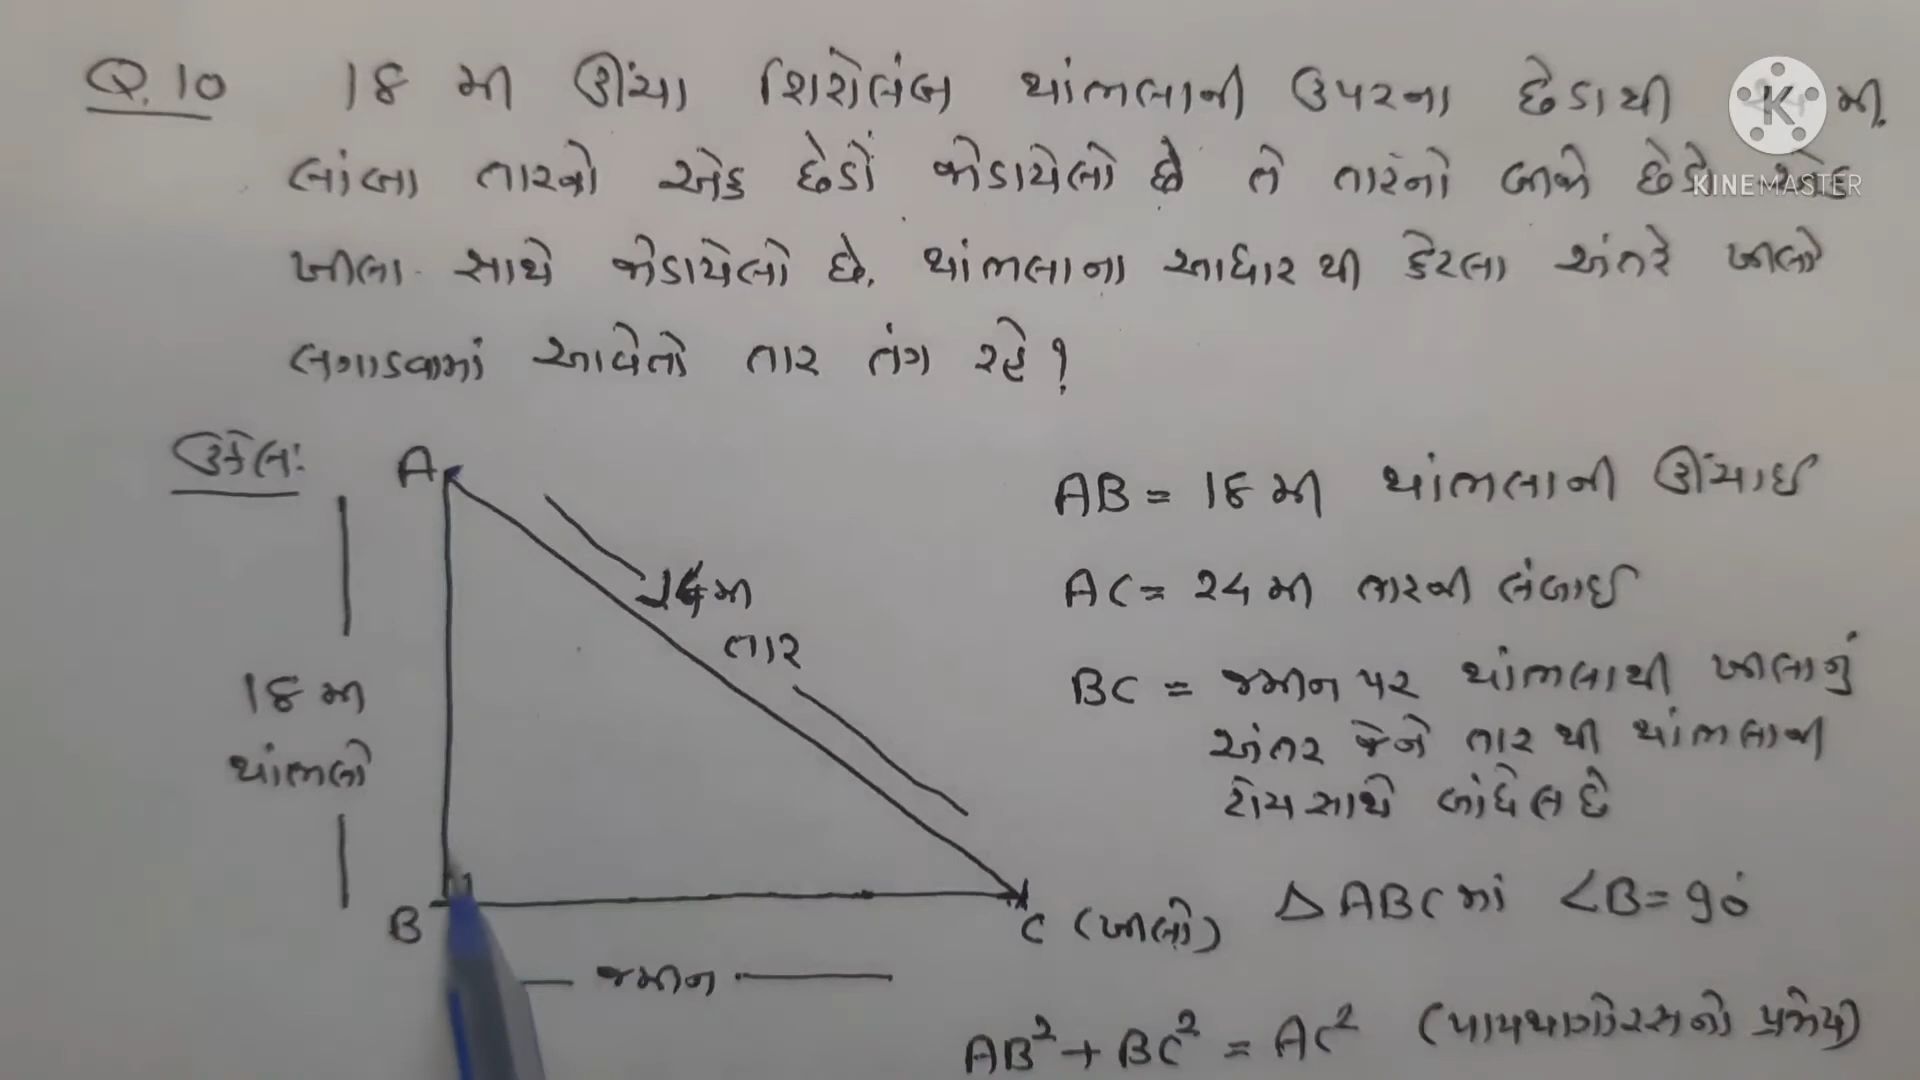 Q.10 18 મી ઊંચા શિરોલંબ થાંભલાની ઉપરના છેડાથી મી.
લાંબા તારનો એક છેડો જોડાયેલો છે તે તારનો બીજો છેડો
KINEMASTER
ખીલા સાથે જોડાયેલો છે. થાંભલાના આધાર થી કેટલા અંતરે ખીલો
લગાડવામાં આવેતો તાર તંગ રહે?
ઉકેલ:
A
24મી
તાર
18 મી
થાંભલો
B
C (ખીલો)
જમીન
AB = 18 મી થાંભલાની ઊંચાઈ
AC = 24 મી તારની લંબાઈ
BC = જમીન પર થાંભલાથી ખીલાનું
અંતર જેને તાર થી થાંભલાની
ટોચ સાથે બાંધેલ છે
△ ABC માં ∠B = 90°
AB² + BC² = AC² (પાયથાગોરસનો પ્રમેય)